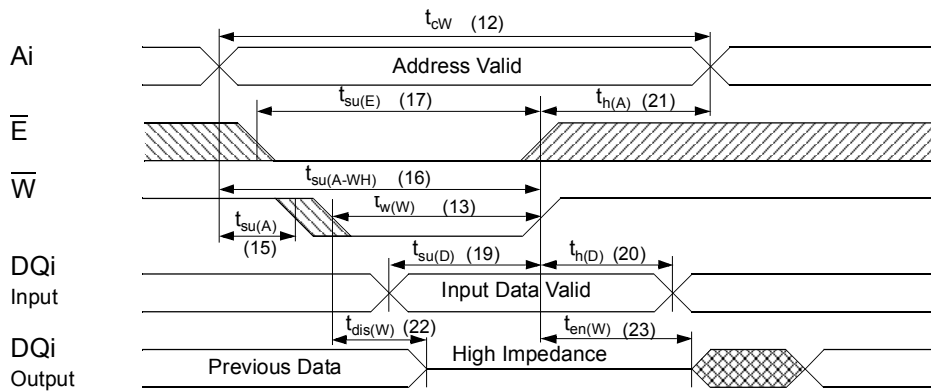 tcW (12)
Ai
Address Valid
tsu(E) (17)
th(A) (21)
E
tsu(A-WH) (16)
W
tw(W) (13)
tsu(A)
(15)
tsu(D) (19)
th(D) (20)
DQi
Input
Input Data Valid
tdis(W) (22)
ten(W) (23)
DQi
Output
Previous Data
High Impedance